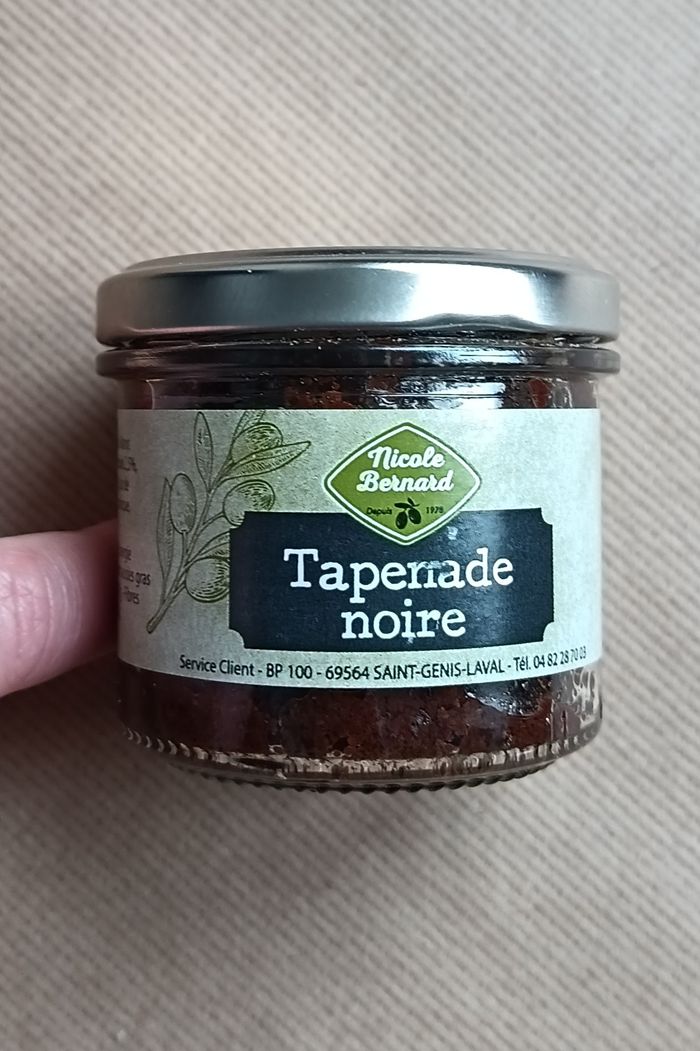 Nicole
Bernard
Depuis 1978
Tapenade
noire
Service Client - BP 100 - 69564 SAINT-GENIS-LAVAL - Tél. 04 82 28 70 03
gras